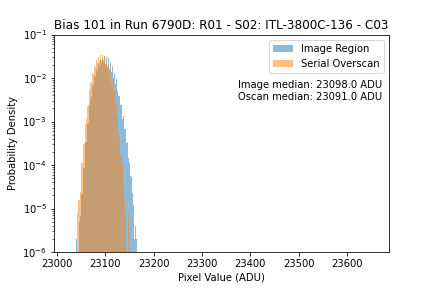 Bias 101 in Run 6790D: R01 - S02: ITL-3800C-136 - C03
Image Region
Serial Overscan
Image median: 23098.0 ADU
Oscan median: 23091.0 ADU
Probability Density
10⁻¹
10⁻²
10⁻³
10⁻⁴
10⁻⁵
10⁻⁶
23000 23100 23200 23300 23400 23500 23600
Pixel Value (ADU)